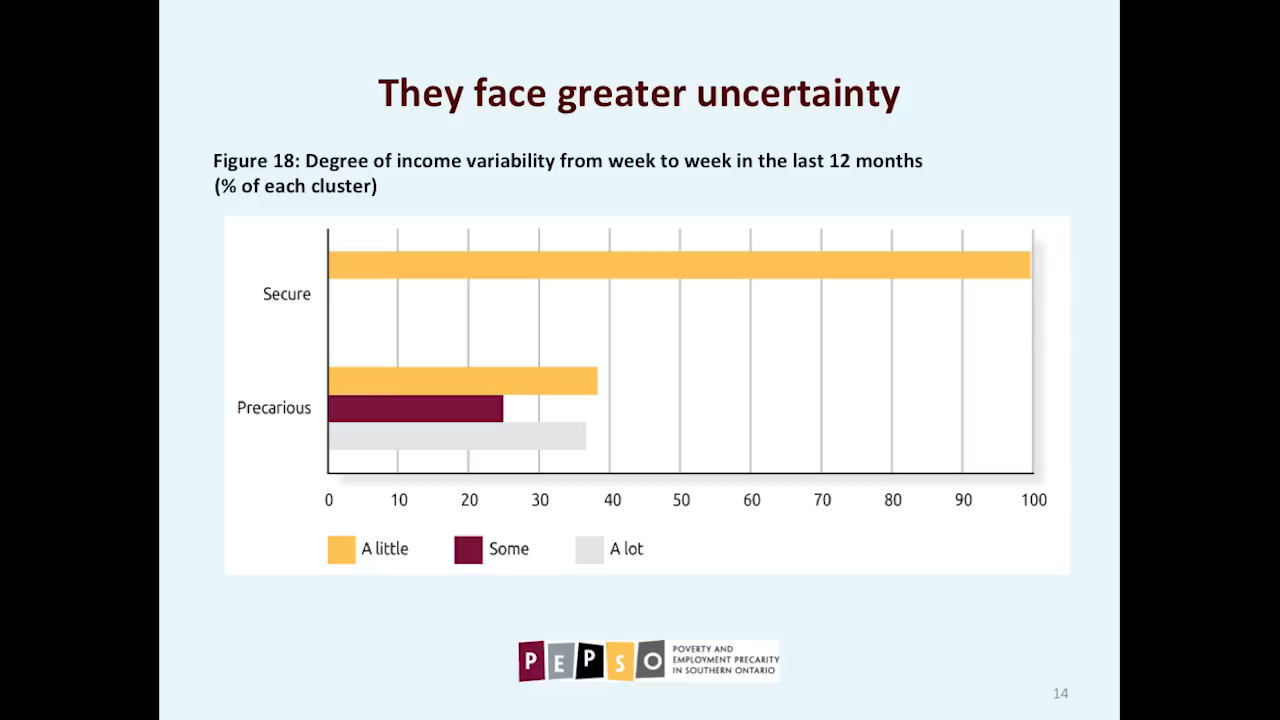 They face greater uncertainty
Figure 18: Degree of income variability from week to week in the last 12 months
(% of each cluster)
Secure
Precarious
0 10 20 30 40 50 60 70 80 90 100
A little Some A lot
PEPSO
POVERTY AND
EMPLOYMENT PRECARITY
IN SOUTHERN ONTARIO
14